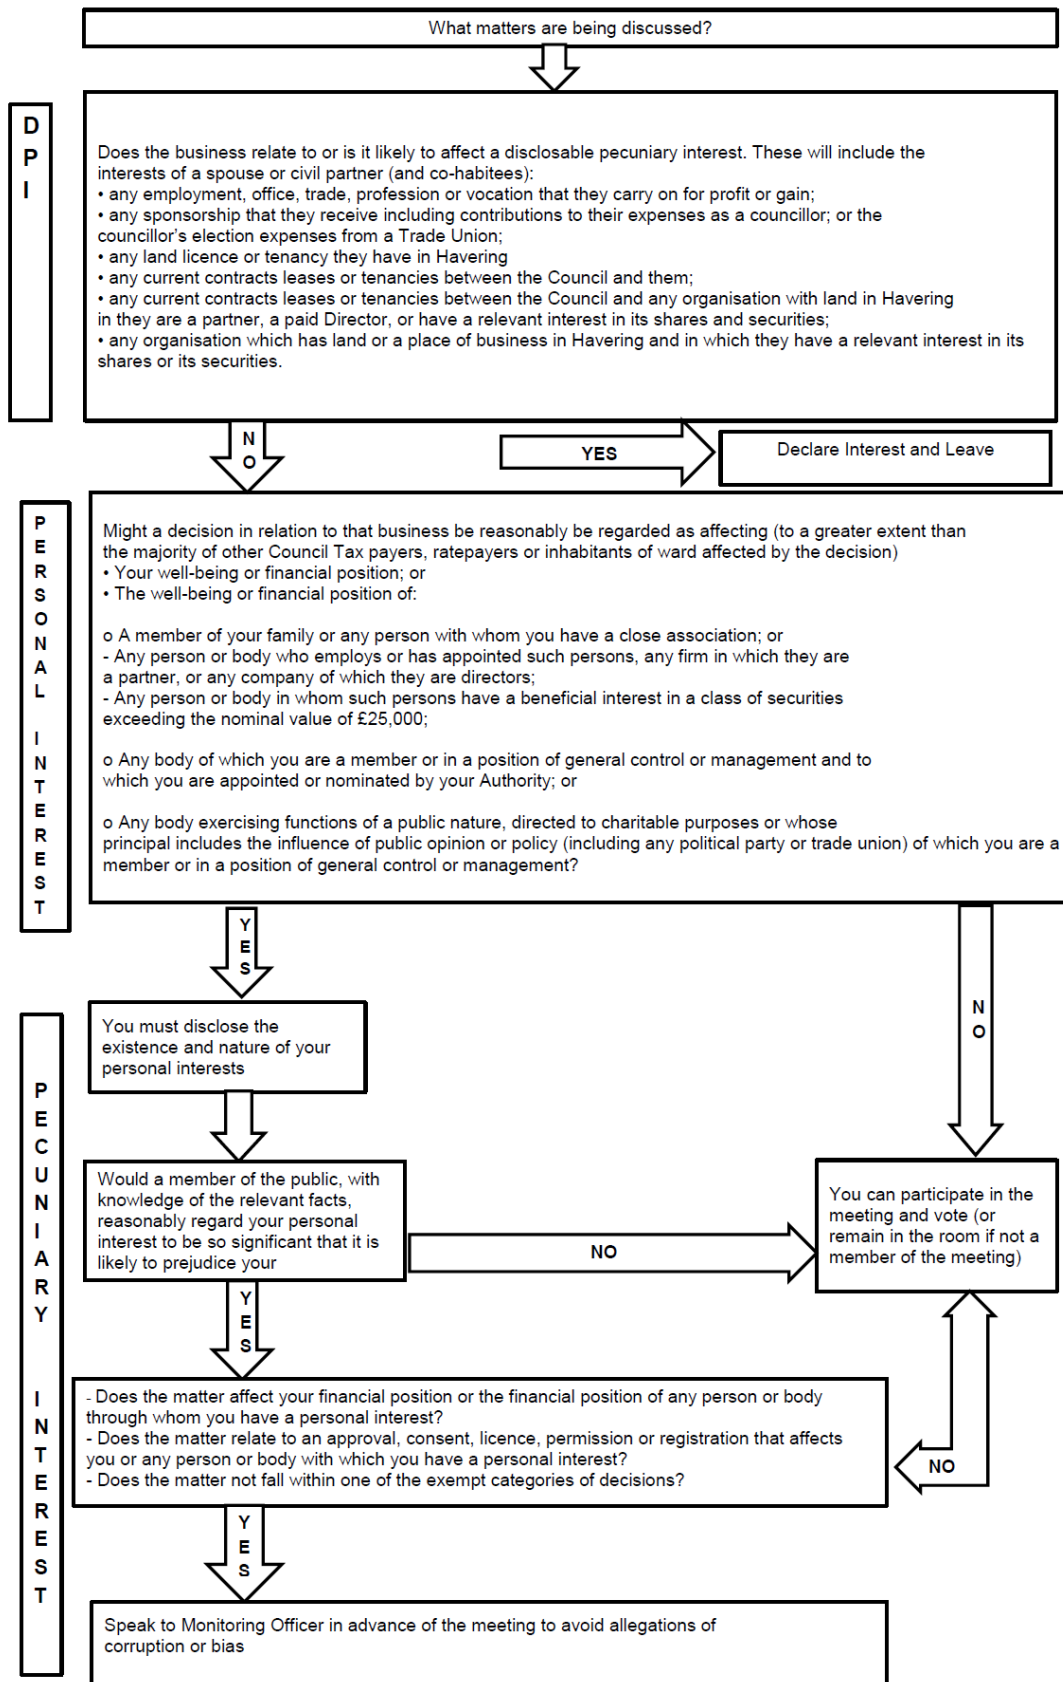 What matters are being discussed?
D
P
I
Does the business relate to or is it likely to affect a disclosable pecuniary interest. These will include the
interests of a spouse or civil partner (and co-habitees):
• any employment, office, trade, profession or vocation that they carry on for profit or gain;
• any sponsorship that they receive including contributions to their expenses as a councillor; or the
councillor's election expenses from a Trade Union;
• any land licence or tenancy they have in Havering
• any current contracts leases or tenancies between the Council and them;
• any current contracts leases or tenancies between the Council and any organisation with land in Havering
in they are a partner, a paid Director, or have a relevant interest in its shares and securities;
• any organisation which has land or a place of business in Havering and in which they have a relevant interest in its
shares or its securities.
N
O
YES
Declare Interest and Leave
P
E
R
S
O
N
A
L
I
N
T
E
R
E
S
T
Might a decision in relation to that business be reasonably be regarded as affecting (to a greater extent than
the majority of other Council Tax payers, ratepayers or inhabitants of ward affected by the decision)
• Your well-being or financial position; or
• The well-being or financial position of:
o A member of your family or any person with whom you have a close association; or
- Any person or body who employs or has appointed such persons, any firm in which they are
a partner, or any company of which they are directors;
- Any person or body in whom such persons have a beneficial interest in a class of securities
exceeding the nominal value of £25,000;
o Any body of which you are a member or in a position of general control or management and to
which you are appointed or nominated by your Authority; or
o Any body exercising functions of a public nature, directed to charitable purposes or whose
principal includes the influence of public opinion or policy (including any political party or trade union) of which you are a
member or in a position of general control or management?
Y
E
S
N
O
You must disclose the
existence and nature of your
personal interests
P
E
C
U
N
I
A
R
Y
I
N
T
E
R
E
S
T
Would a member of the public, with
knowledge of the relevant facts,
reasonably regard your personal
interest to be so significant that it is
likely to prejudice your
NO
You can participate in the
meeting and vote (or
remain in the room if not a
member of the meeting)
Y
E
S
- Does the matter affect your financial position or the financial position of any person or body
through whom you have a personal interest?
- Does the matter relate to an approval, consent, licence, permission or registration that affects
you or any person or body with which you have a personal interest?
- Does the matter not fall within one of the exempt categories of decisions?
NO
Y
E
S
Speak to Monitoring Officer in advance of the meeting to avoid allegations of
corruption or bias